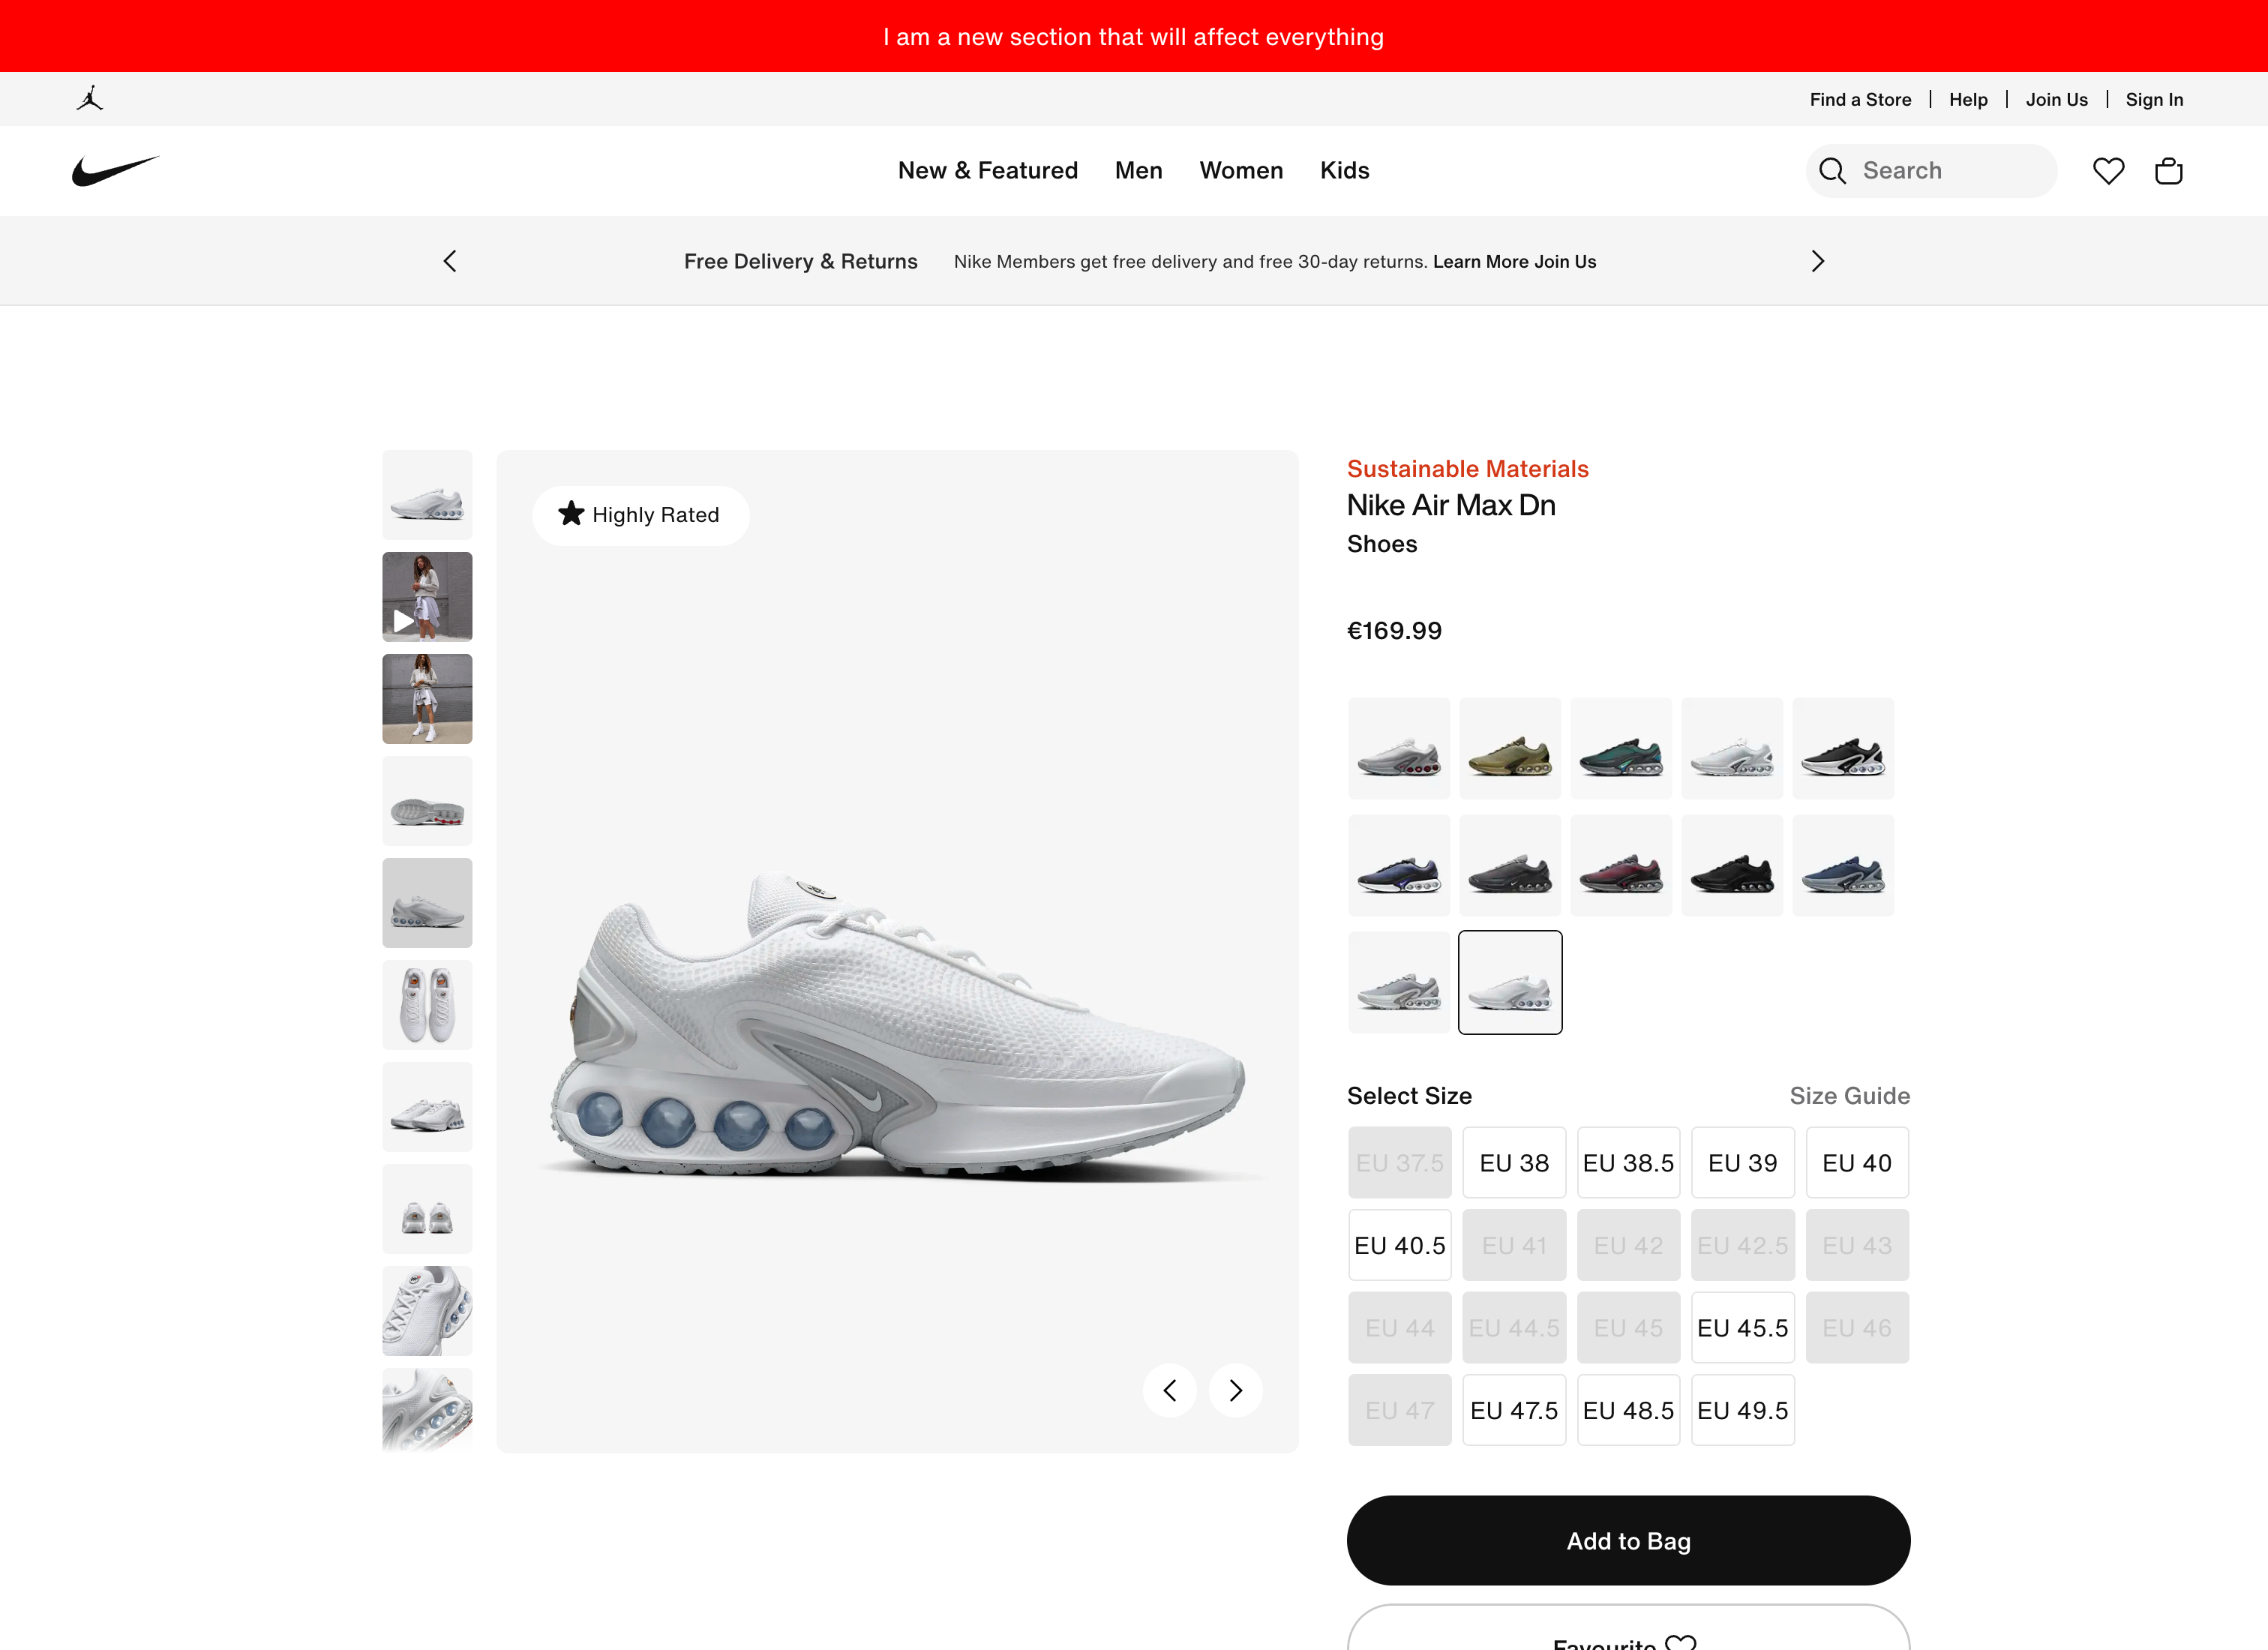 I am a new section that will affect everything
Find a Store | Help | Join Us | Sign In
New & Featured Men Women Kids
Search
Free Delivery & Returns Nike Members get free delivery and free 30-day returns. Learn More Join Us
Highly Rated
Sustainable Materials
Nike Air Max Dn
Shoes
€169.99
Select Size Size Guide
EU 37.5 EU 38 EU 38.5 EU 39 EU 40
EU 40.5 EU 41 EU 42 EU 42.5 EU 43
EU 44 EU 44.5 EU 45 EU 45.5 EU 46
EU 47 EU 47.5 EU 48.5 EU 49.5
Add to Bag
Favourite